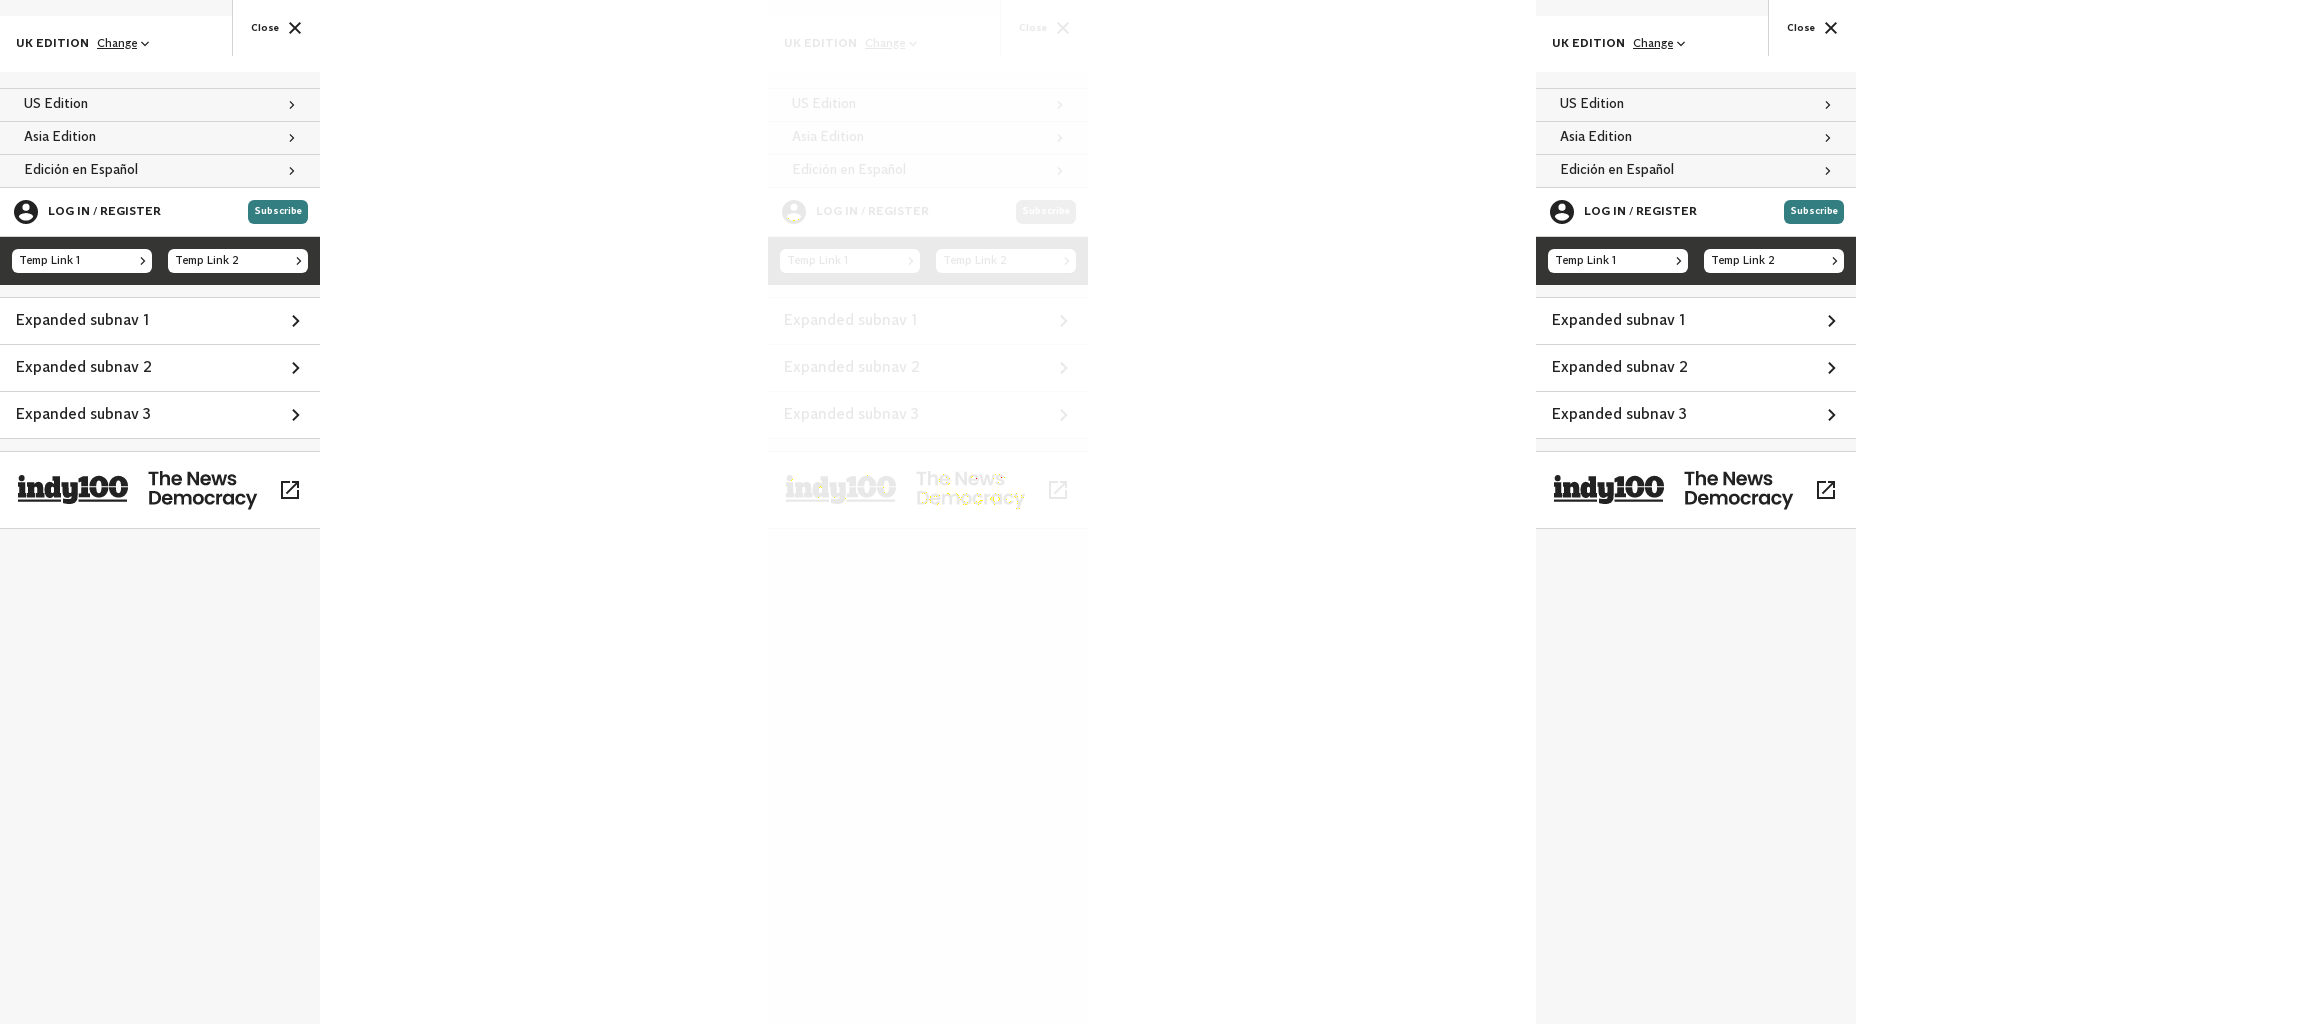 UK EDITION Change Close
US Edition
Asia Edition
Edición en Español
LOG IN / REGISTER Subscribe
Temp Link 1 Temp Link 2
Expanded subnav 1
Expanded subnav 2
Expanded subnav 3
indy100 The News
Democracy
UK EDITION Change Close
US Edition
Asia Edition
Edición en Español
LOG IN / REGISTER Subscribe
Temp Link 1 Temp Link 2
Expanded subnav 1
Expanded subnav 2
Expanded subnav 3
indy100 The News
Democracy
UK EDITION Change Close
US Edition
Asia Edition
Edición en Español
LOG IN / REGISTER Subscribe
Temp Link 1 Temp Link 2
Expanded subnav 1
Expanded subnav 2
Expanded subnav 3
indy100 The News
Democracy